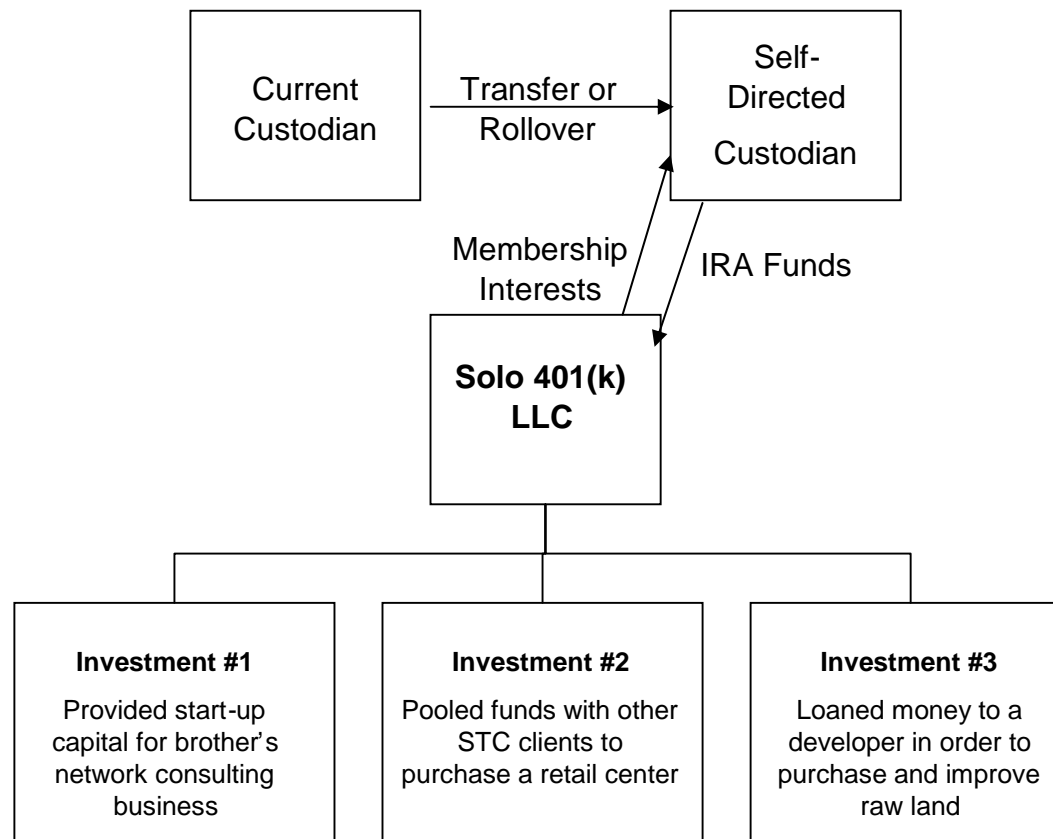 Current
Custodian
Transfer or
Rollover
Self-
Directed
Custodian
Membership
Interests
IRA Funds
Solo 401(k)
LLC
Investment #1
Provided start-up
capital for brother’s
network consulting
business
Investment #2
Pooled funds with other
STC clients to
purchase a retail center
Investment #3
Loaned money to a
developer in order to
purchase and improve
raw land